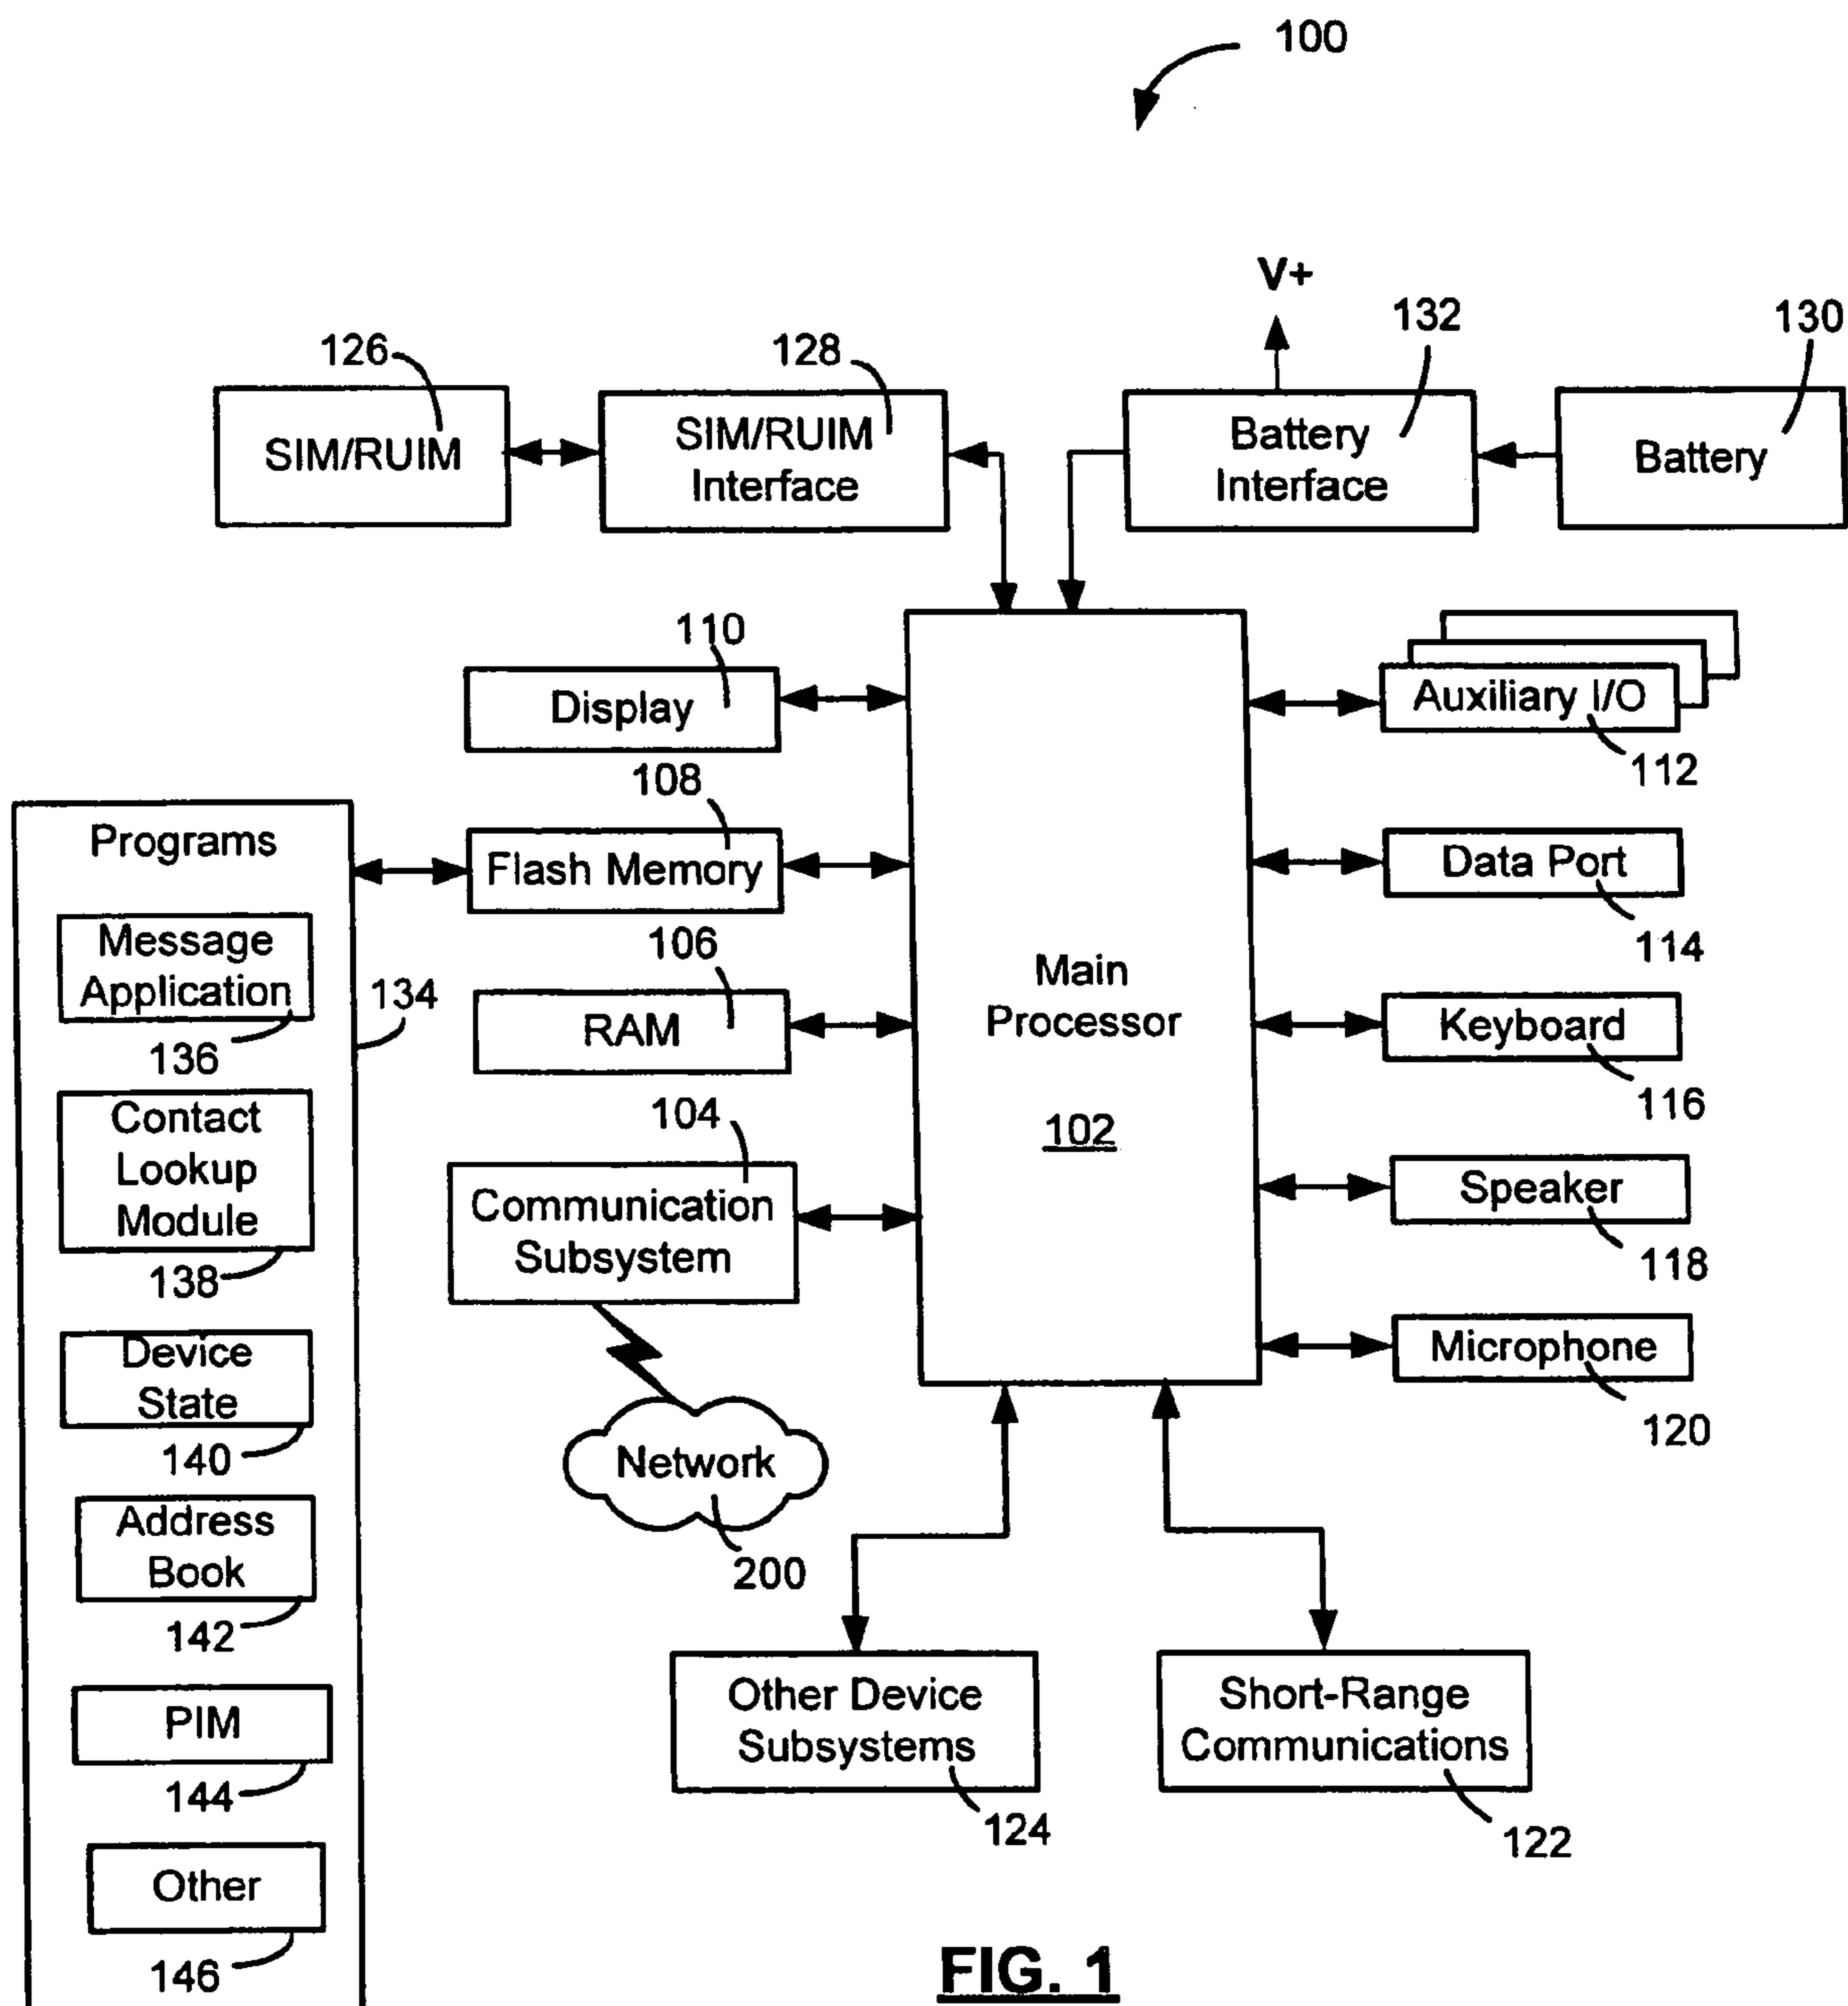 100
V+
132
130
126
128
SIM/RUIM
SIM/RUIM
Interface
Battery
Interface
Battery
110
Display
Auxiliary I/O
112
108
Programs
Flash Memory
Data Port
114
Message
Application
136
134
106
RAM
Main
Processor
102
Keyboard
116
Contact
Lookup
Module
138
104
Communication
Subsystem
Speaker
118
Device
State
140
Network
200
Microphone
120
Address
Book
142
PIM
144
Other Device
Subsystems
124
Short-Range
Communications
122
Other
146
FIG. 1